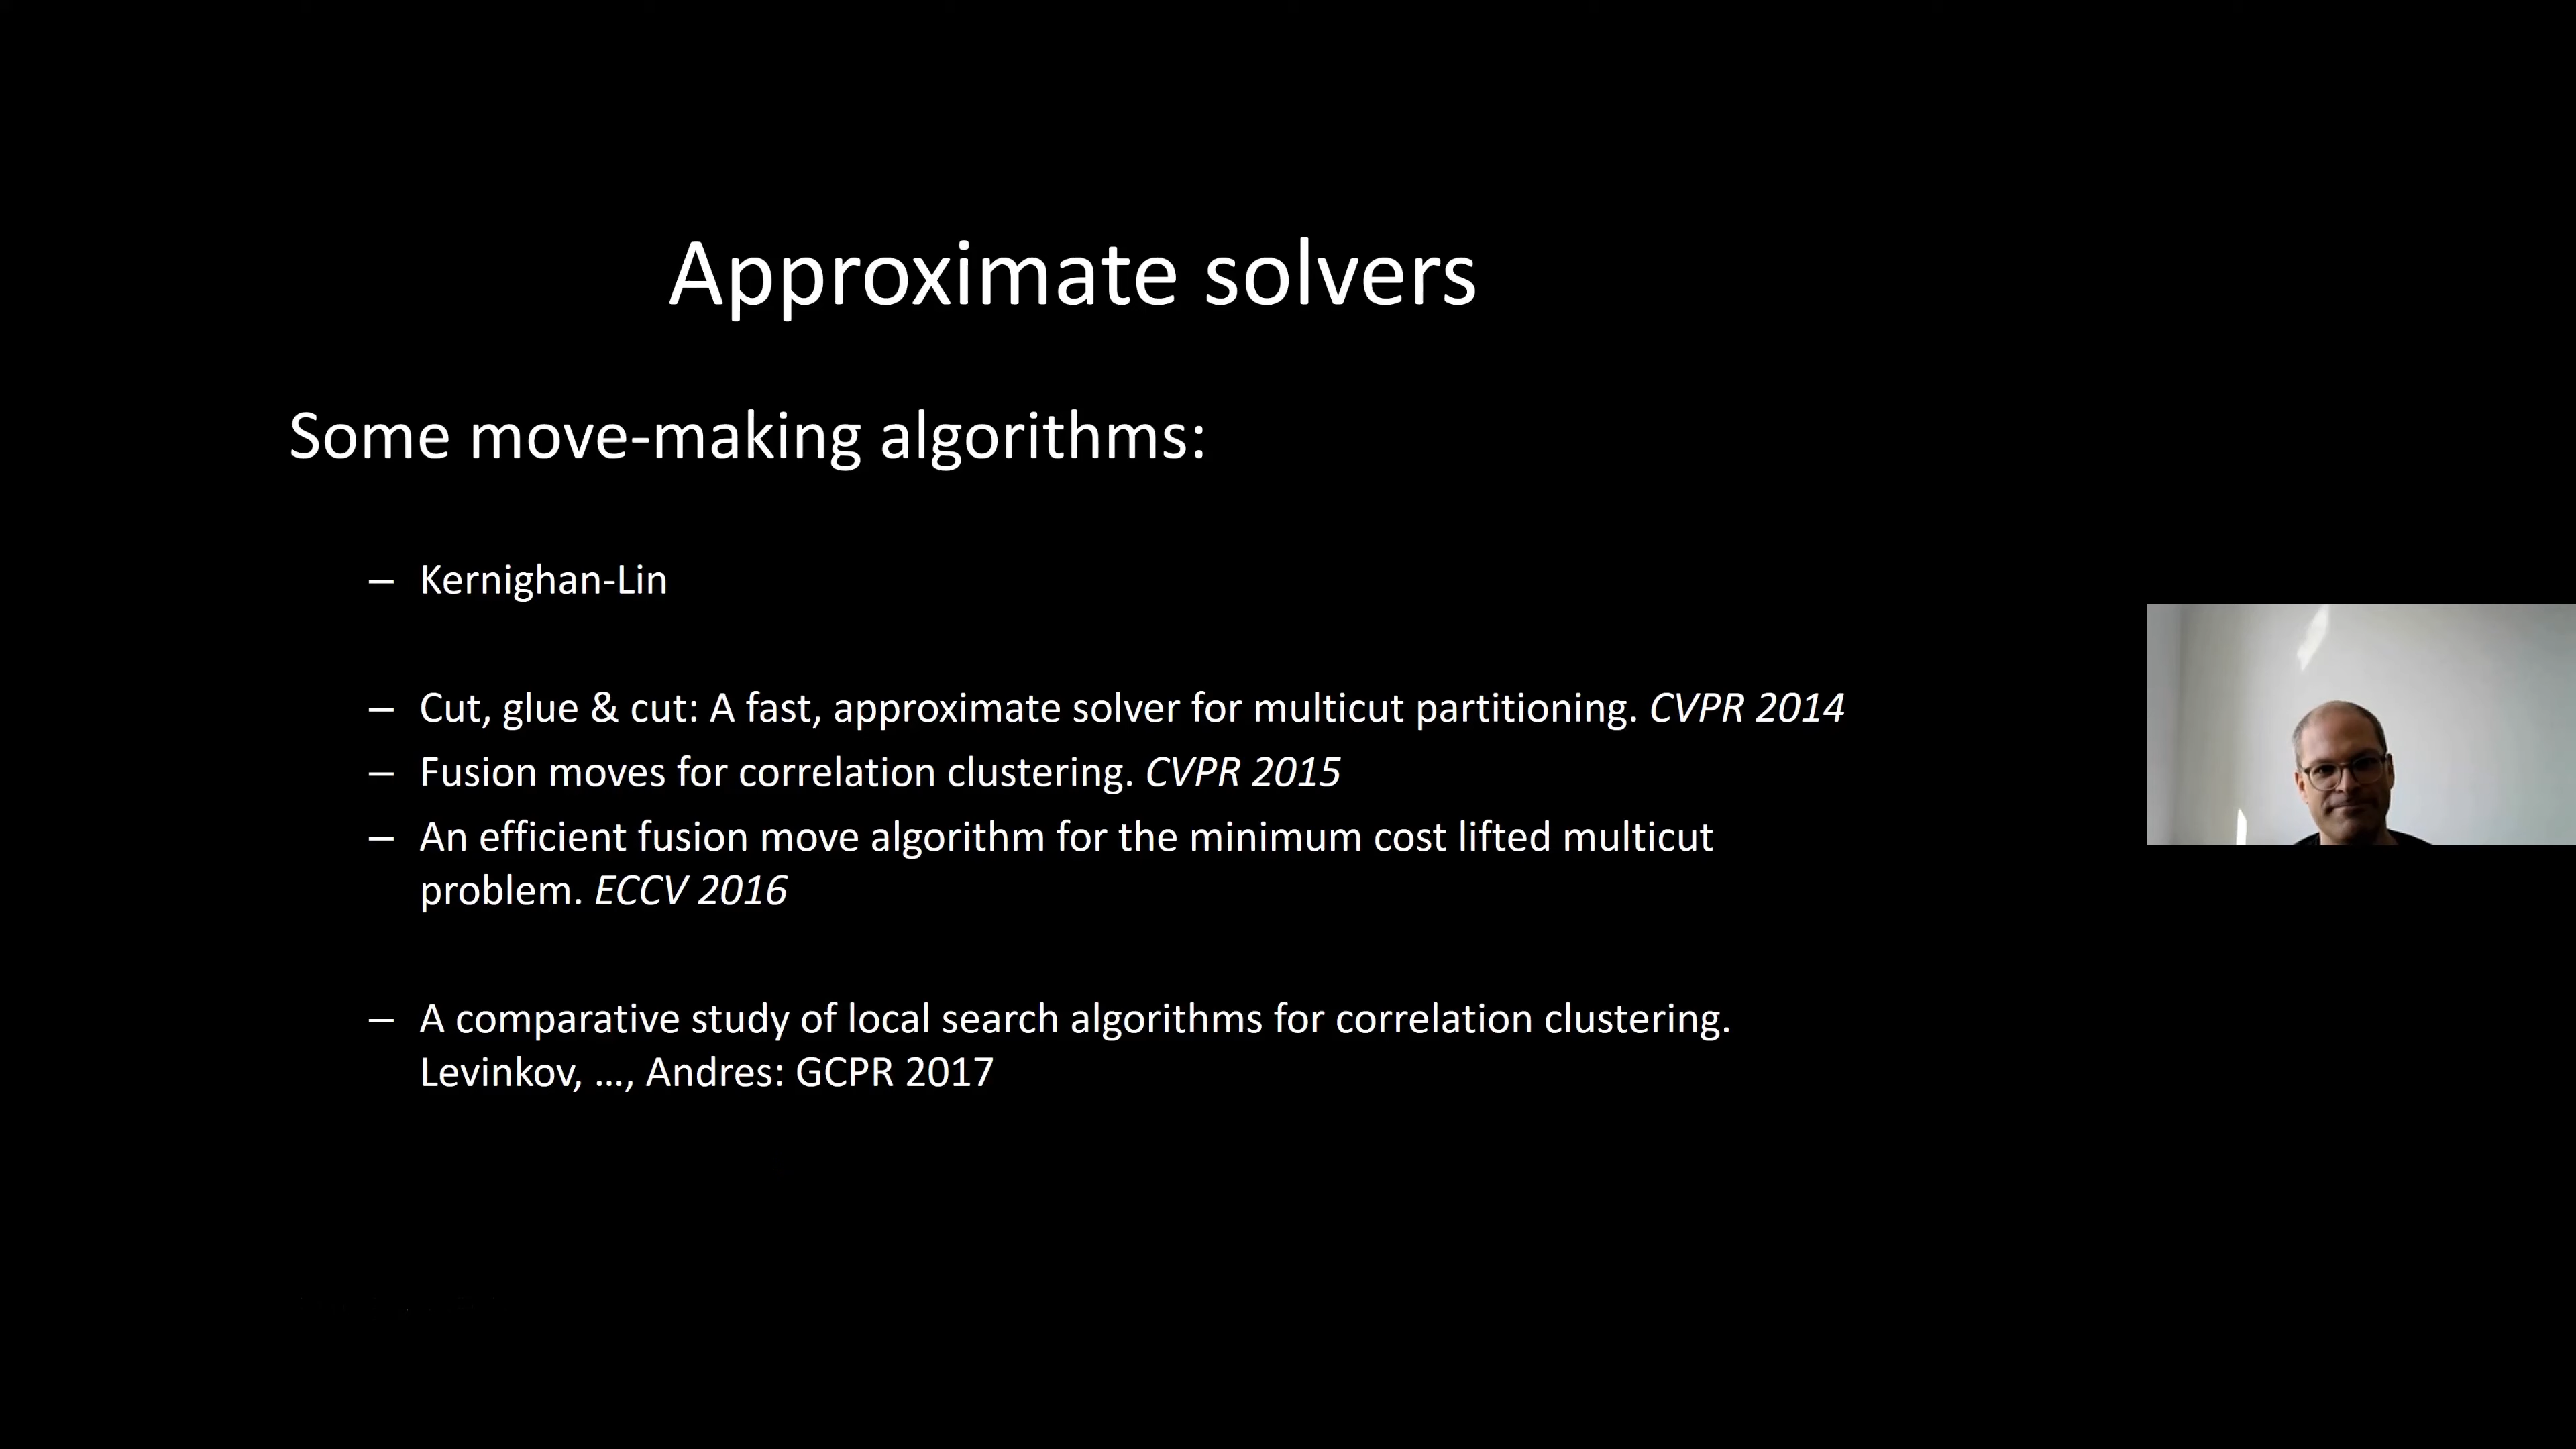 Approximate solvers
Some move-making algorithms:
– Kernighan-Lin
– Cut, glue & cut: A fast, approximate solver for multicut partitioning. CVPR 2014
– Fusion moves for correlation clustering. CVPR 2015
– An efficient fusion move algorithm for the minimum cost lifted multicut
problem. ECCV 2016
– A comparative study of local search algorithms for correlation clustering.
Levinkov, …, Andres: GCPR 2017